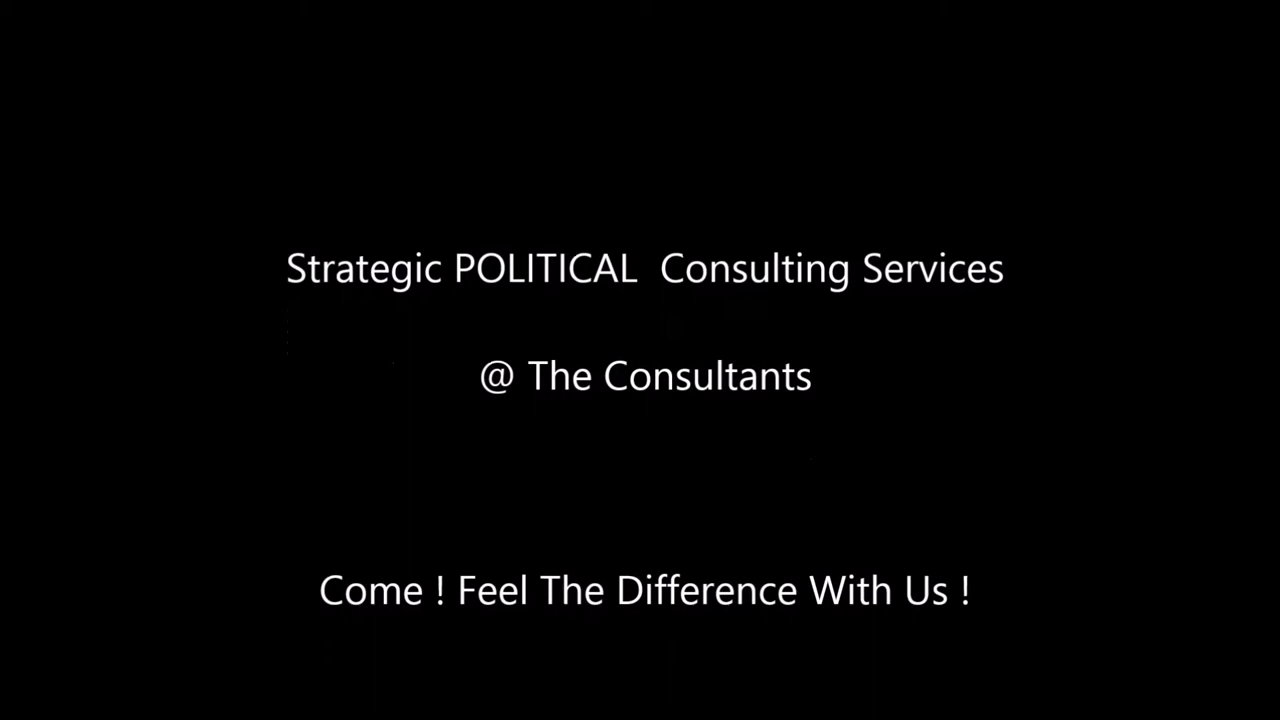 Strategic POLITICAL  Consulting Services
@ The Consultants
Come ! Feel The Difference With Us !